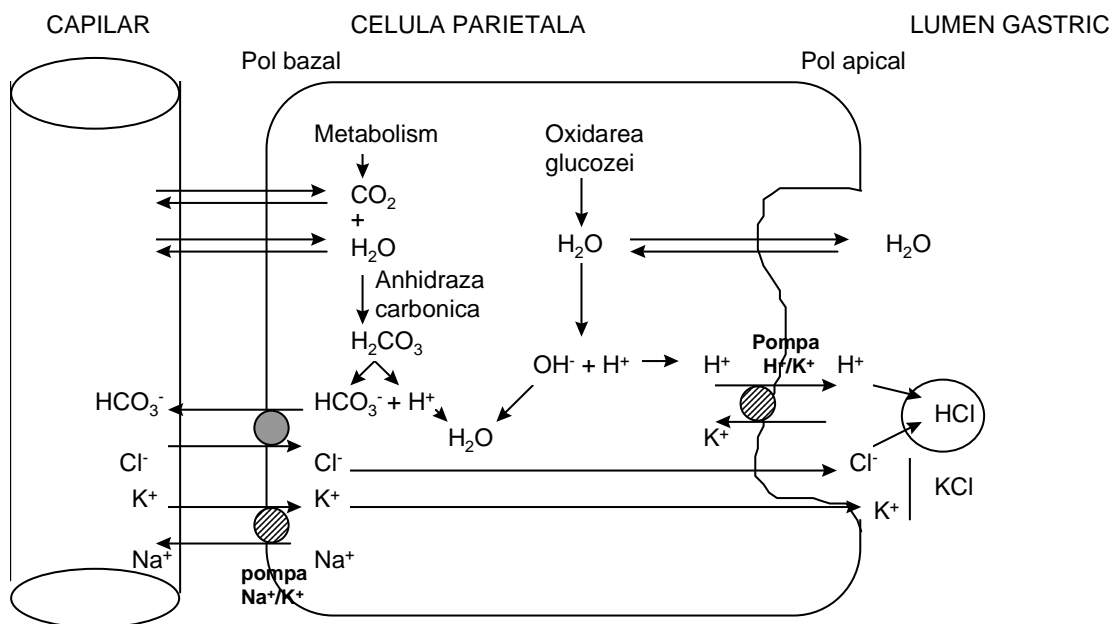 CAPILAR CELULA PARIETALA LUMEN GASTRIC
Pol bazal Pol apical
Metabolism Oxidarea
glucozei
CO₂
+
H₂O H₂O H₂O
Anhidraza
carbonica
H₂CO₃
Pompa
H⁺/K⁺
OH⁻ + H⁺ H⁺ H⁺
HCO₃⁻ HCO₃⁻ + H⁺ HCl
H₂O K⁺
Cl⁻ Cl⁻ Cl⁻
K⁺ K⁺ K⁺ KCl
Na⁺ Na⁺
pompa
Na⁺/K⁺